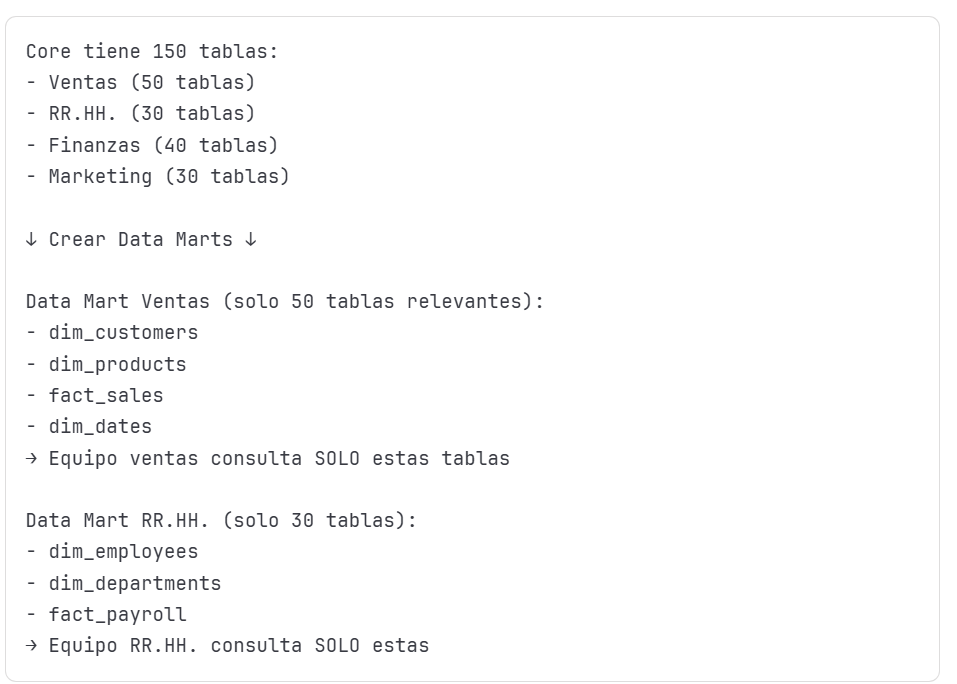 Core tiene 150 tablas:
- Ventas (50 tablas)
- RR.HH. (30 tablas)
- Finanzas (40 tablas)
- Marketing (30 tablas)
↓ Crear Data Marts ↓
Data Mart Ventas (solo 50 tablas relevantes):
- dim_customers
- dim_products
- fact_sales
- dim_dates
→ Equipo ventas consulta SOLO estas tablas
Data Mart RR.HH. (solo 30 tablas):
- dim_employees
- dim_departments
- fact_payroll
→ Equipo RR.HH. consulta SOLO estas